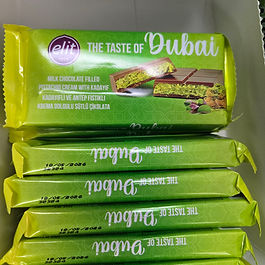 elit
THE TASTE OF Dubai
MILK CHOCOLATE FILLED
PISTACHIO CREAM WITH KADAYIF
KADAYIFLI VE ANTEP FISTIKLI
KREMA DOLGULU SÜTLÜ ÇİKOLATA
THE TASTE OF Dubai
THE TASTE OF Dubai
THE TASTE OF Dubai
THE TASTE OF Dubai